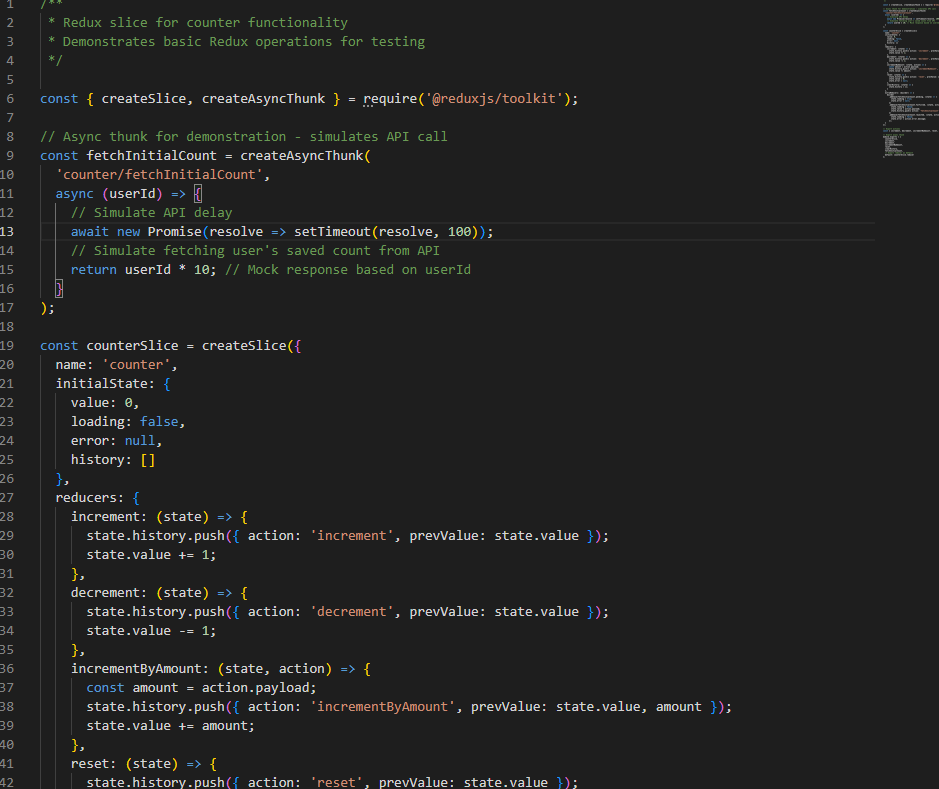 1 /**
2  * Redux slice for counter functionality
3  * Demonstrates basic Redux operations for testing
4  */
5
6 const { createSlice, createAsyncThunk } = require('@reduxjs/toolkit');
7
8 // Async thunk for demonstration - simulates API call
9 const fetchInitialCount = createAsyncThunk(
10   'counter/fetchInitialCount',
11   async (userId) => {
12     // Simulate API delay
13     await new Promise(resolve => setTimeout(resolve, 100));
14     // Simulate fetching user's saved count from API
15     return userId * 10; // Mock response based on userId
16   }
17 );
18
19 const counterSlice = createSlice({
20   name: 'counter',
21   initialState: {
22     value: 0,
23     loading: false,
24     error: null,
25     history: []
26   },
27   reducers: {
28     increment: (state) => {
29       state.history.push({ action: 'increment', prevValue: state.value });
30       state.value += 1;
31     },
32     decrement: (state) => {
33       state.history.push({ action: 'decrement', prevValue: state.value });
34       state.value -= 1;
35     },
36     incrementByAmount: (state, action) => {
37       const amount = action.payload;
38       state.history.push({ action: 'incrementByAmount', prevValue: state.value, amount });
39       state.value += amount;
40     },
41     reset: (state) => {
42       state.history.push({ action: 'reset', prevValue: state.value });